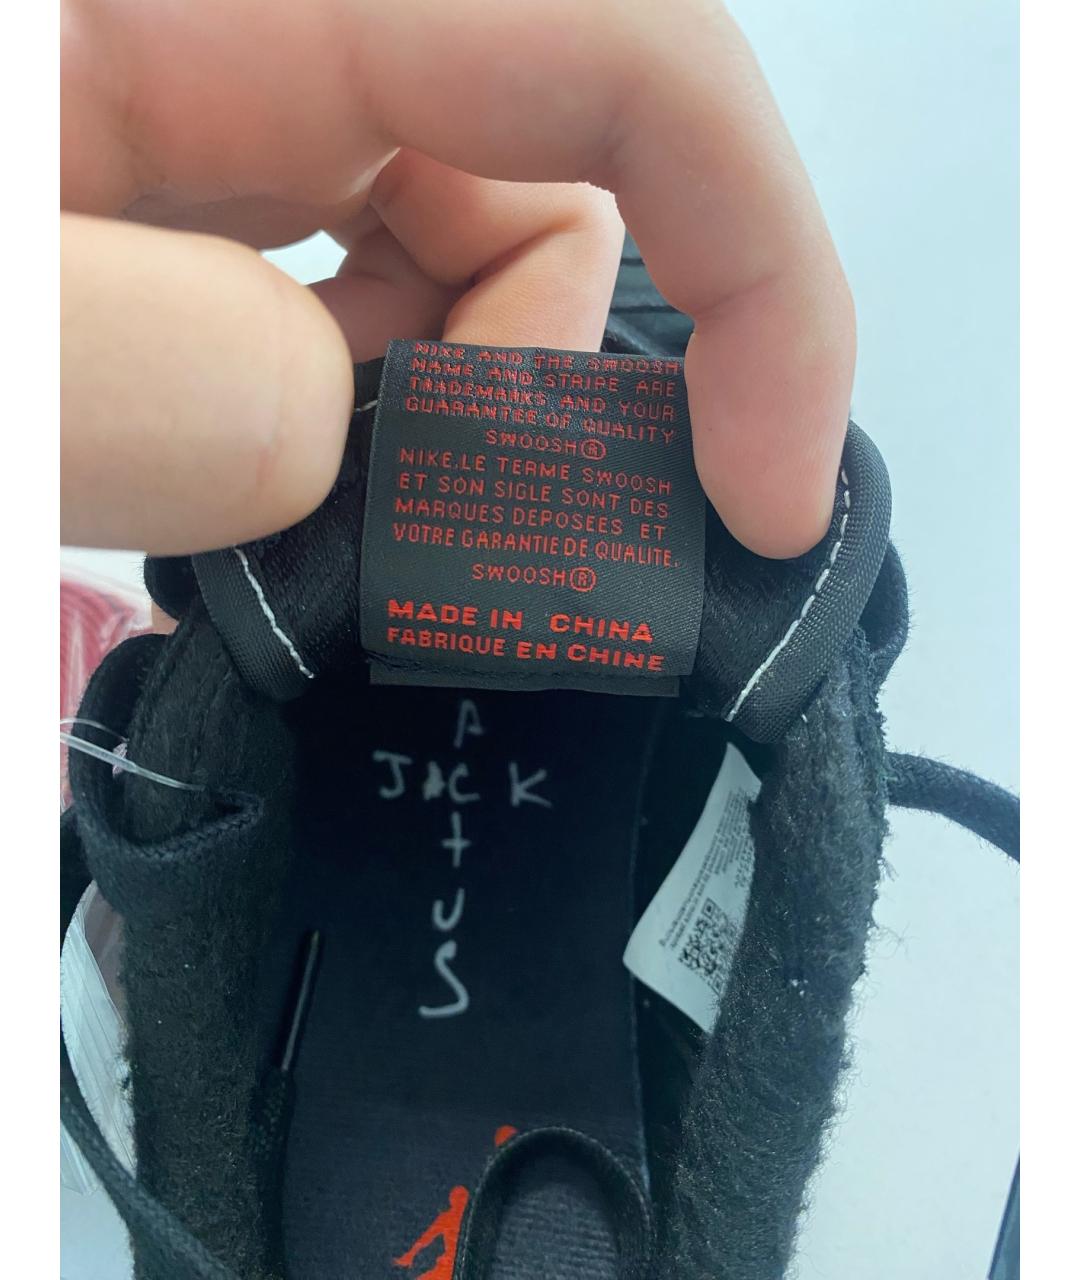 NIKE AND THE SWOOSH
NAME AND STRIPE ARE
TRADEMARKS AND YOUR
GUARANTEE OF QUALITY
SWOOSH®
NIKE.LE TERME SWOOSH
ET SON SIGLE SONT DES
MARQUES DEPOSEES ET
VOTRE GARANTIE DE QUALITE.
SWOOSH®
MADE IN CHINA
FABRIQUE EN CHINE
A
JACK
T
U
S